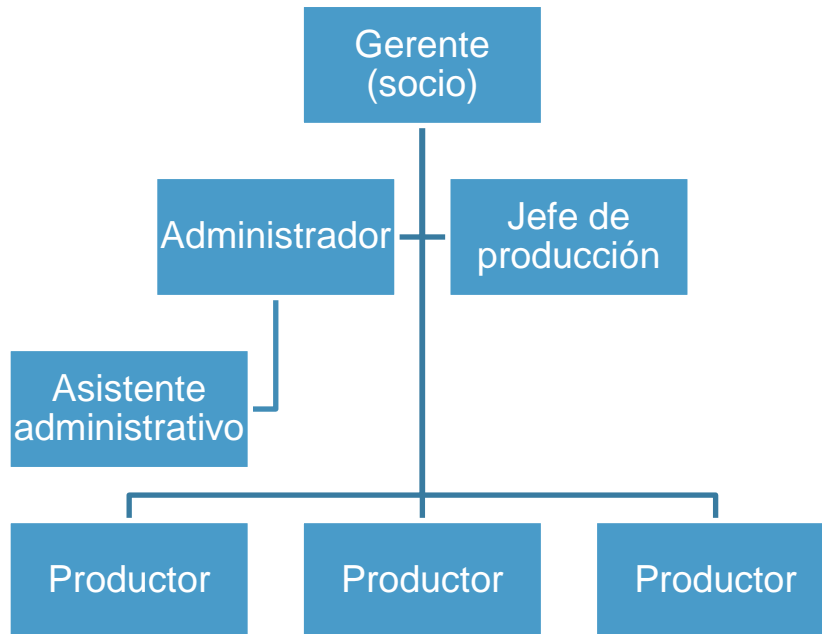 Gerente
(socio)
Administrador
Jefe de
producción
Asistente
administrativo
Productor
Productor
Productor